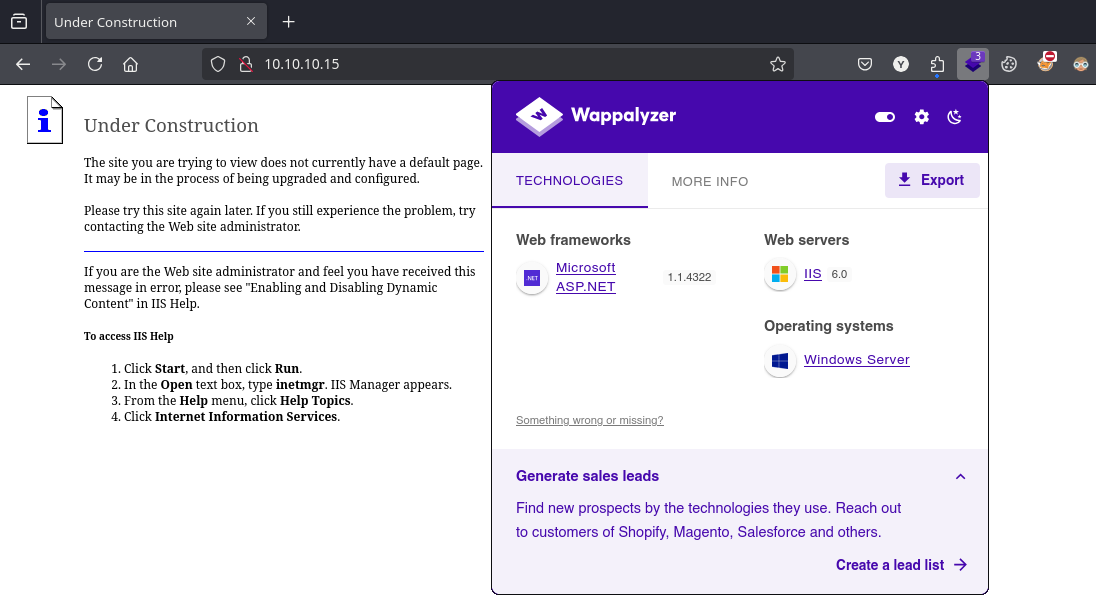 Under Construction
10.10.10.15
Y
3
i
Under Construction
The site you are trying to view does not currently have a default page.
It may be in the process of being upgraded and configured.
Please try this site again later. If you still experience the problem, try
contacting the Web site administrator.
If you are the Web site administrator and feel you have received this
message in error, please see "Enabling and Disabling Dynamic
Content" in IIS Help.
To access IIS Help
1. Click Start, and then click Run.
2. In the Open text box, type inetmgr. IIS Manager appears.
3. From the Help menu, click Help Topics.
4. Click Internet Information Services.
W
Wappalyzer
TECHNOLOGIES
MORE INFO
Export
Web frameworks
.NET
Microsoft
ASP.NET
1.1.4322
Web servers
IIS
6.0
Operating systems
Windows Server
Something wrong or missing?
Generate sales leads
Find new prospects by the technologies they use. Reach out
to customers of Shopify, Magento, Salesforce and others.
Create a lead list